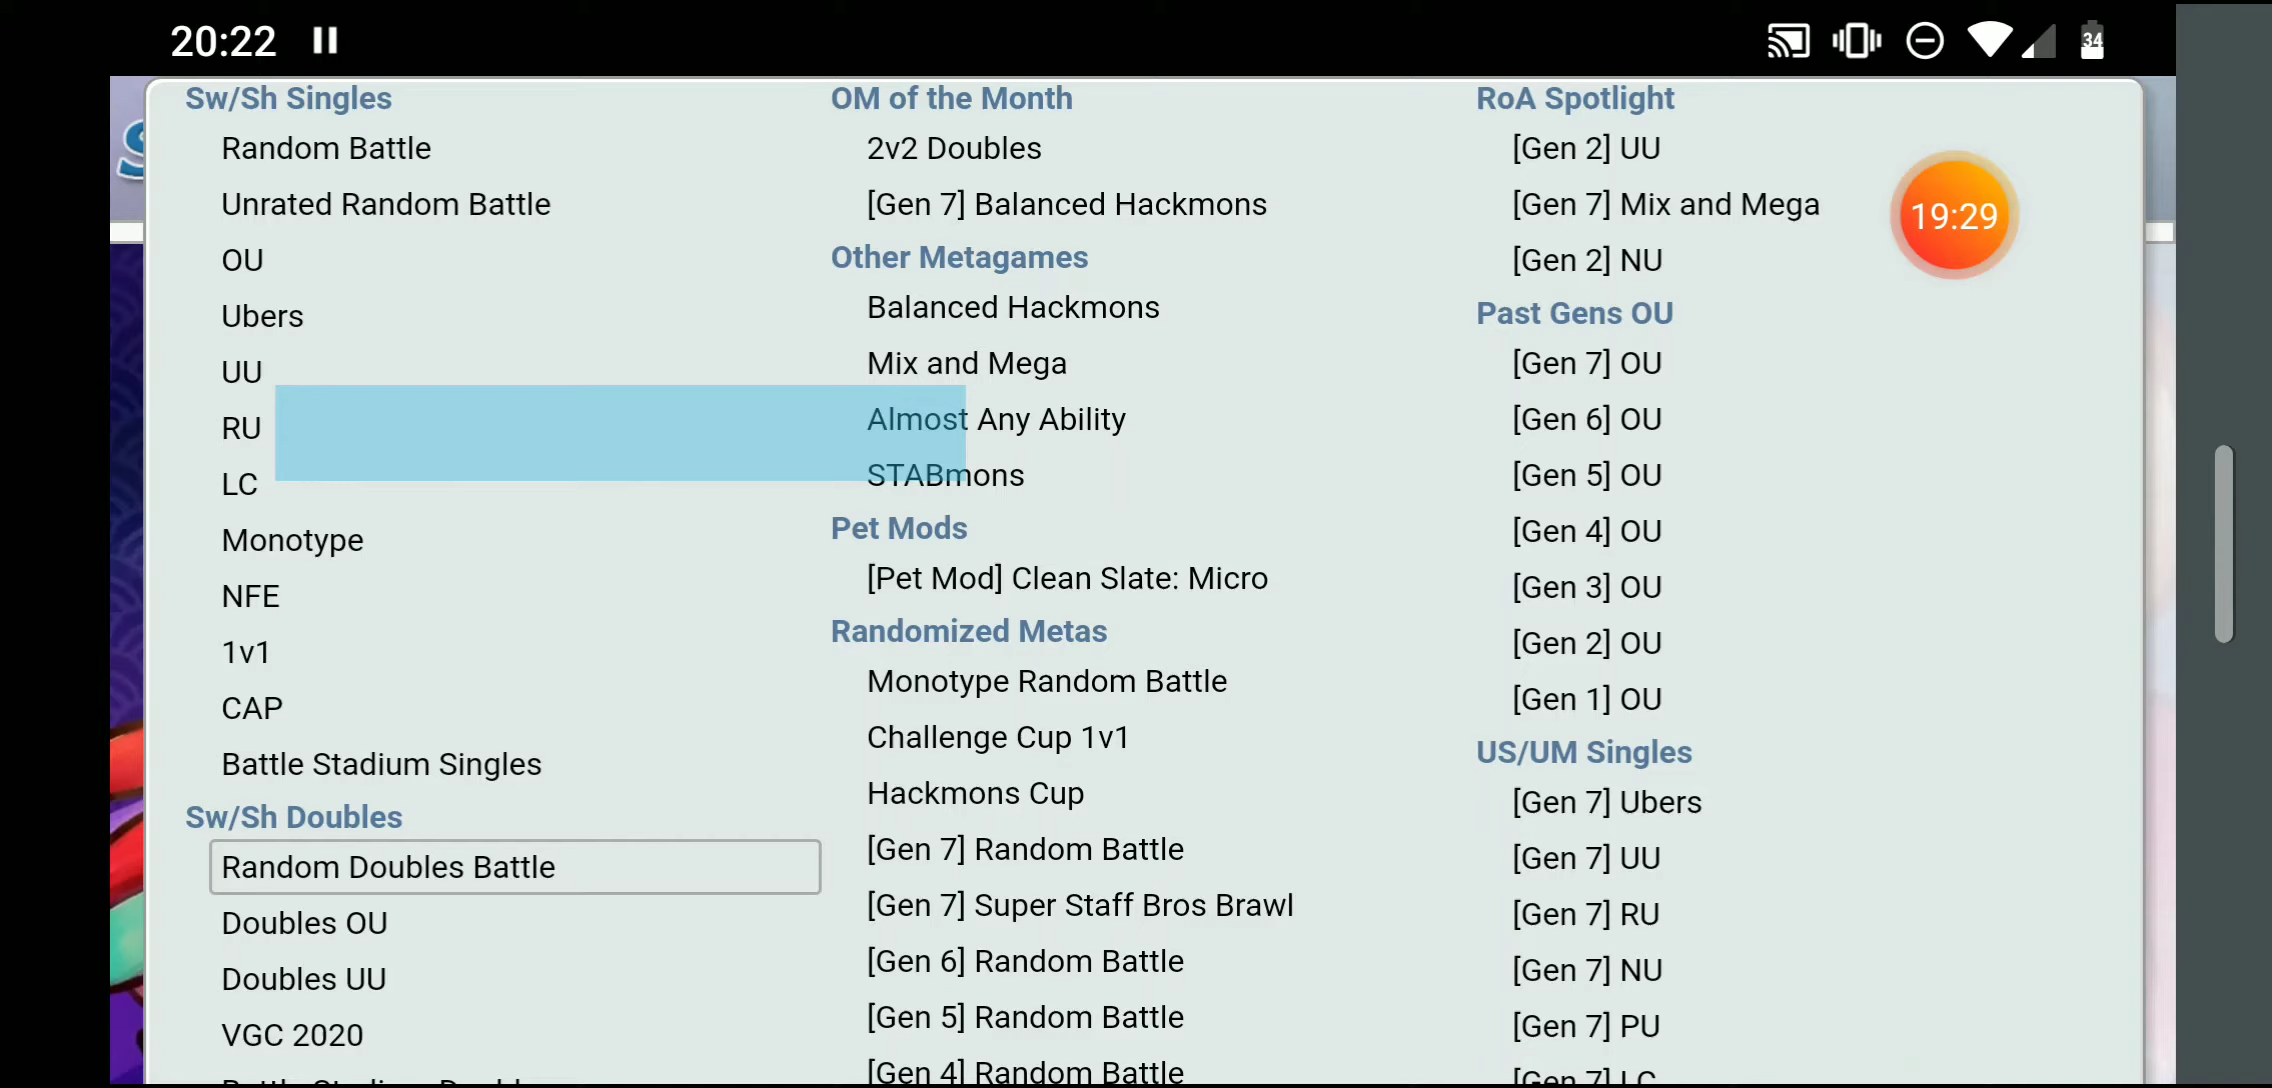 20:22
34
Sw/Sh Singles
Random Battle
Unrated Random Battle
OU
Ubers
UU
RU
LC
Monotype
NFE
1v1
CAP
Battle Stadium Singles
Sw/Sh Doubles
Random Doubles Battle
Doubles OU
Doubles UU
VGC 2020
OM of the Month
2v2 Doubles
[Gen 7] Balanced Hackmons
Other Metagames
Balanced Hackmons
Mix and Mega
Almost Any Ability
STABmons
Pet Mods
[Pet Mod] Clean Slate: Micro
Randomized Metas
Monotype Random Battle
Challenge Cup 1v1
Hackmons Cup
[Gen 7] Random Battle
[Gen 7] Super Staff Bros Brawl
[Gen 6] Random Battle
[Gen 5] Random Battle
[Gen 4] Random Battle
RoA Spotlight
[Gen 2] UU
[Gen 7] Mix and Mega
[Gen 2] NU
Past Gens OU
[Gen 7] OU
[Gen 6] OU
[Gen 5] OU
[Gen 4] OU
[Gen 3] OU
[Gen 2] OU
[Gen 1] OU
US/UM Singles
[Gen 7] Ubers
[Gen 7] UU
[Gen 7] RU
[Gen 7] NU
[Gen 7] PU
[Gen 7] LC
19:29